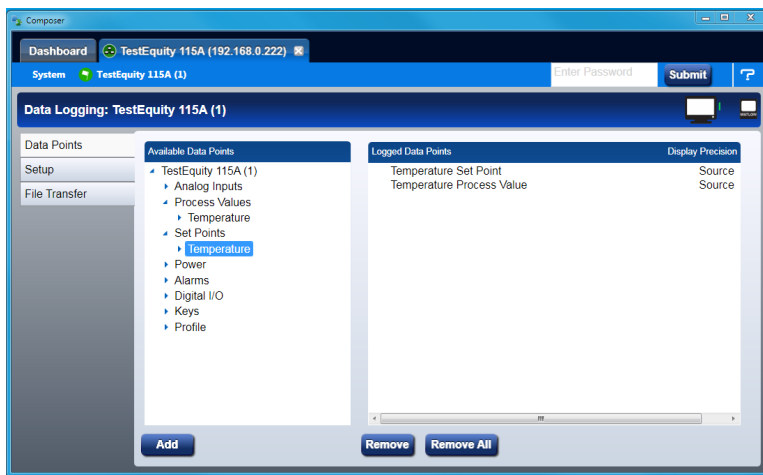 Composer
Dashboard TestEquity 115A (192.168.0.222)
System TestEquity 115A (1)
Enter Password
Submit
?
Data Logging: TestEquity 115A (1)
Data Points
Setup
File Transfer
Available Data Points
TestEquity 115A (1)
Analog Inputs
Process Values
Temperature
Set Points
Temperature
Power
Alarms
Digital I/O
Keys
Profile
Add
Logged Data Points Display Precision
Temperature Set Point Source
Temperature Process Value Source
Remove Remove All